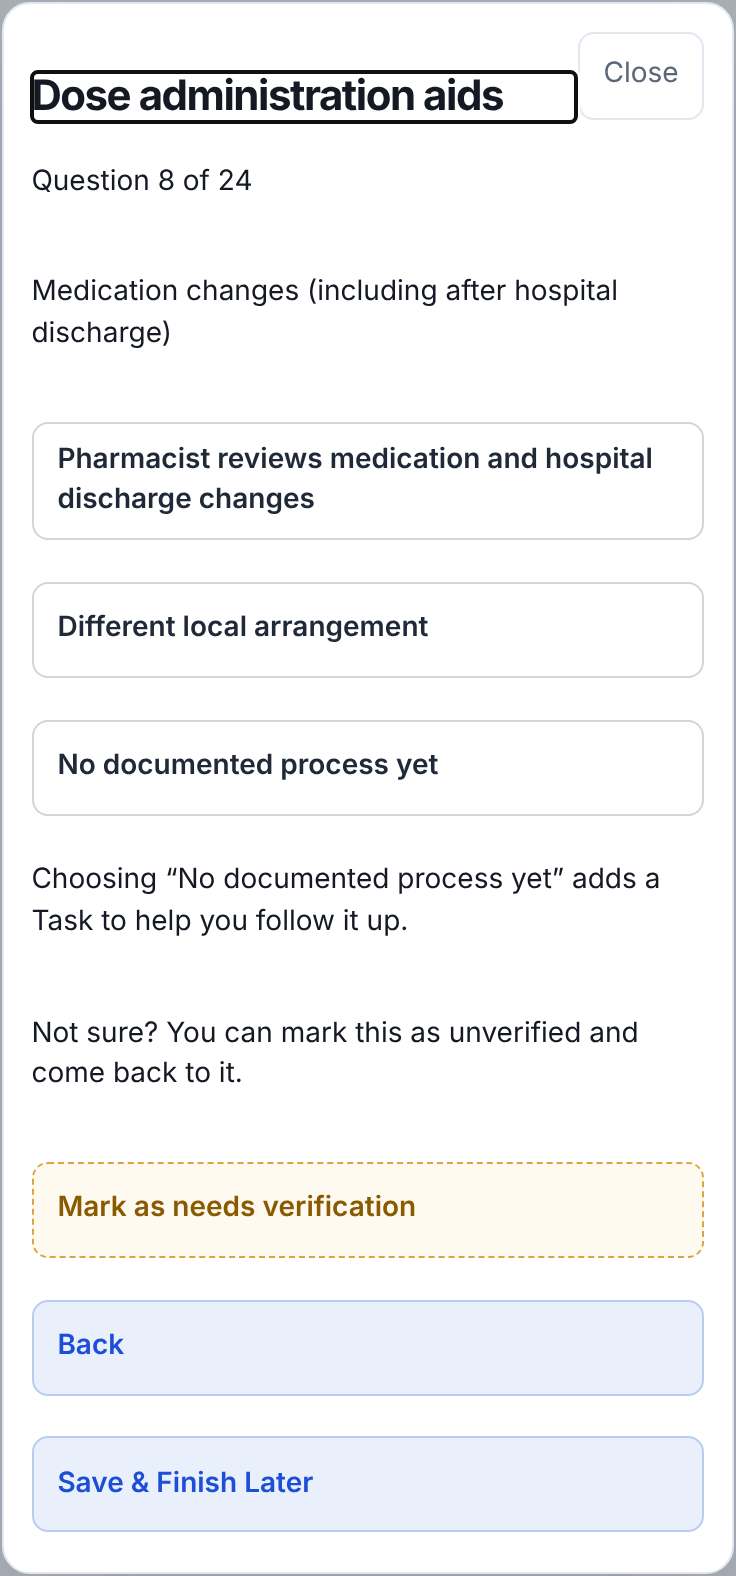 Close
Dose administration aids
Question 8 of 24
Medication changes (including after hospital
discharge)
Pharmacist reviews medication and hospital
discharge changes
Different local arrangement
No documented process yet
Choosing “No documented process yet” adds a
Task to help you follow it up.
Not sure? You can mark this as unverified and
come back to it.
Mark as needs verification
Back
Save & Finish Later